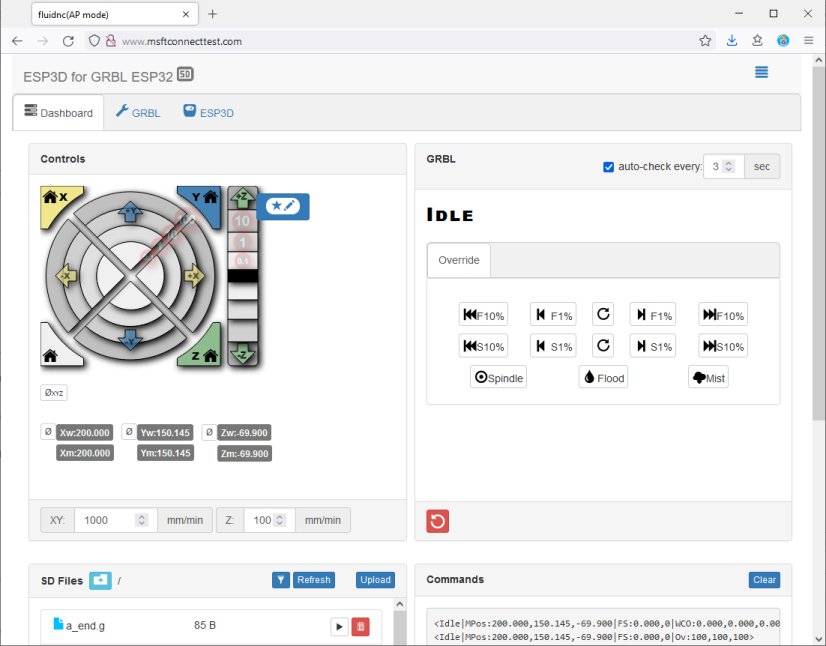 fluidnc(AP mode)
www.msftconnecttest.com
ESP3D for GRBL ESP32 SD
Dashboard GRBL ESP3D
Controls
X Y +Z
10
1
0.1
+Y
-X +X
-Y
Z -Z
ØXYZ
Ø Xw:200.000 Ø Yw:150.145 Ø Zw:-69.900
Xm:200.000 Ym:150.145 Zm:-69.900
XY: 1000 mm/min Z: 100 mm/min
GRBL
auto-check every: 3 sec
IDLE
Override
F10% F1% F1% F10%
S10% S1% S1% S10%
Spindle Flood Mist
SD Files / Refresh Upload
a_end.g 85 B
Commands Clear
<Idle|MPos:200.000,150.145,-69.900|FS:0.000,0|WCO:0.000,0.000,0.00
<Idle|MPos:200.000,150.145,-69.900|FS:0.000,0|Ov:100,100,100>